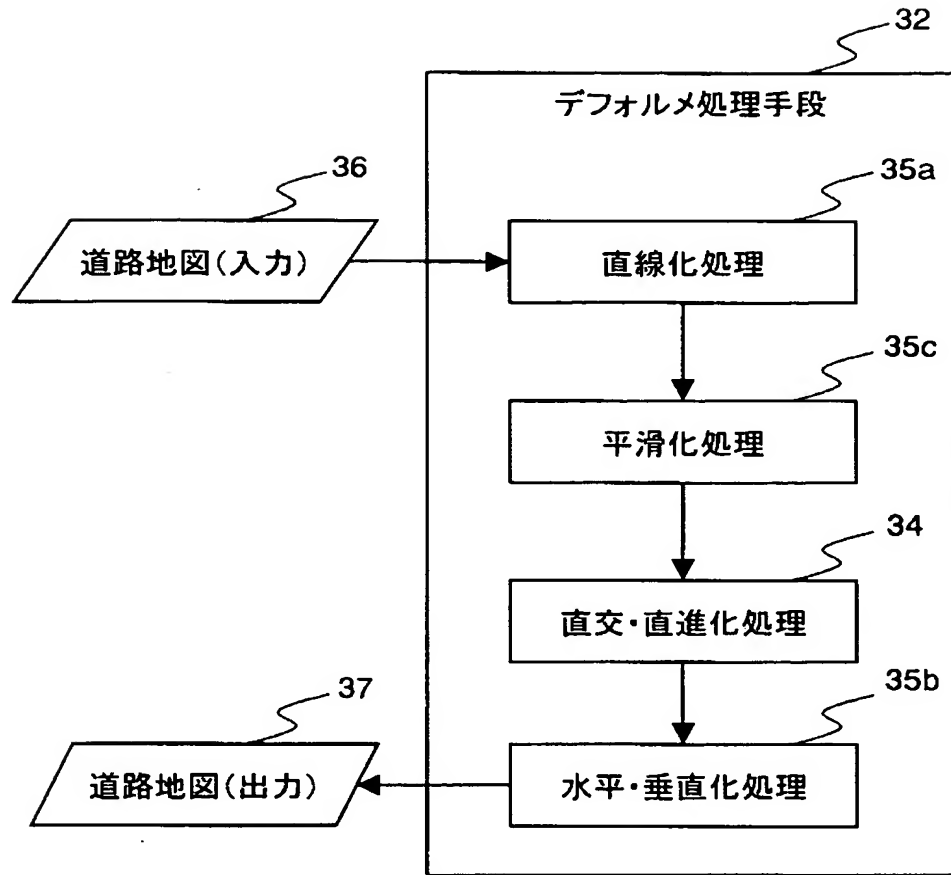 32
デフォルメ処理手段
36
35a
道路地図(入力)
直線化処理
35c
平滑化処理
34
直交・直進化処理
37
35b
道路地図(出力)
水平・垂直化処理